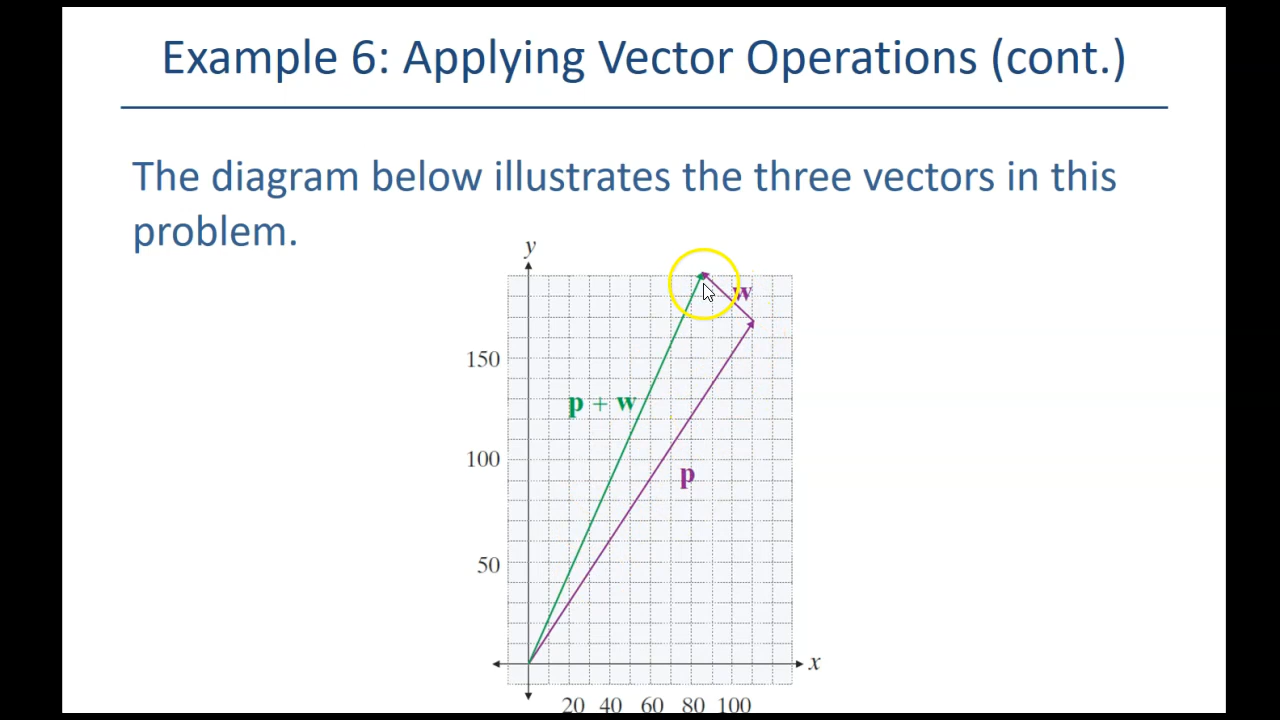 Example 6: Applying Vector Operations (cont.)
The diagram below illustrates the three vectors in this
problem.
y
w
150
p + w
100
p
50
x
20 40 60 80 100